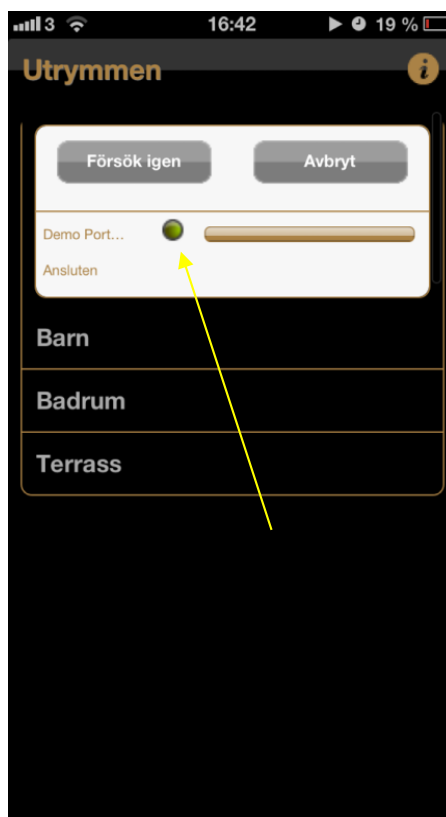 3 16:42 19 %
Utrymmen i
Försök igen Avbryt
Demo Port...
Ansluten
Barn
Badrum
Terrass